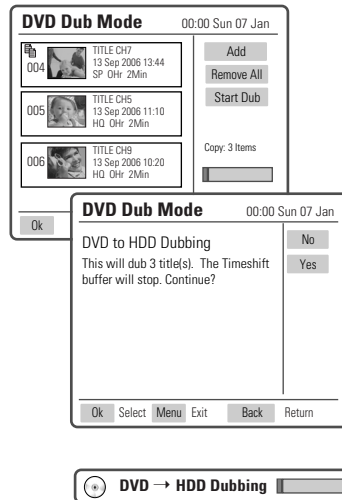 DVD Dub Mode 00:00 Sun 07 Jan
004
TITLE CH7
13 Sep 2006 13:44
SP 0Hr 2Min
005
TITLE CH5
13 Sep 2006 11:10
HQ 0Hr 2Min
006
TITLE CH9
13 Sep 2006 10:20
HQ 0Hr 2Min
Add
Remove All
Start Dub
Copy: 3 Items
Ok
DVD Dub Mode 00:00 Sun 07 Jan
DVD to HDD Dubbing
This will dub 3 title(s). The Timeshift
buffer will stop. Continue?
No
Yes
Ok Select Menu Exit Back Return
DVD → HDD Dubbing